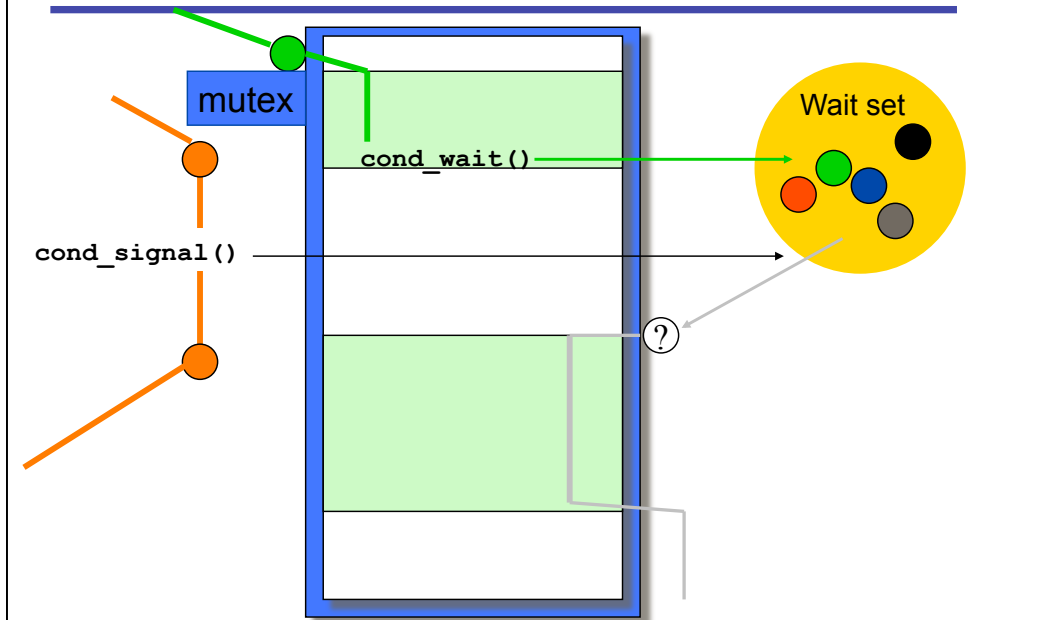 mutex
Wait set
cond_wait()
cond_signal()
?